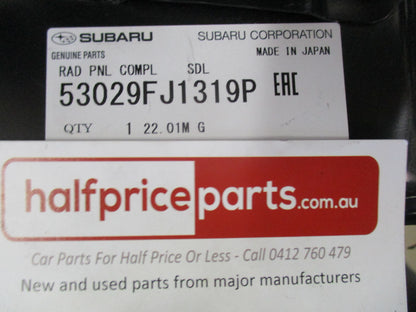 SUBARU SUBARU CORPORATION
GENUINE PARTS MADE IN JAPAN
RAD PNL COMPL SDL
53029FJ1319P EAC
QTY 1 22.01M G
halfpriceparts.com.au
Car Parts For Half Price Or Less - Call 0412 760 479
New and used parts from major manufacturers